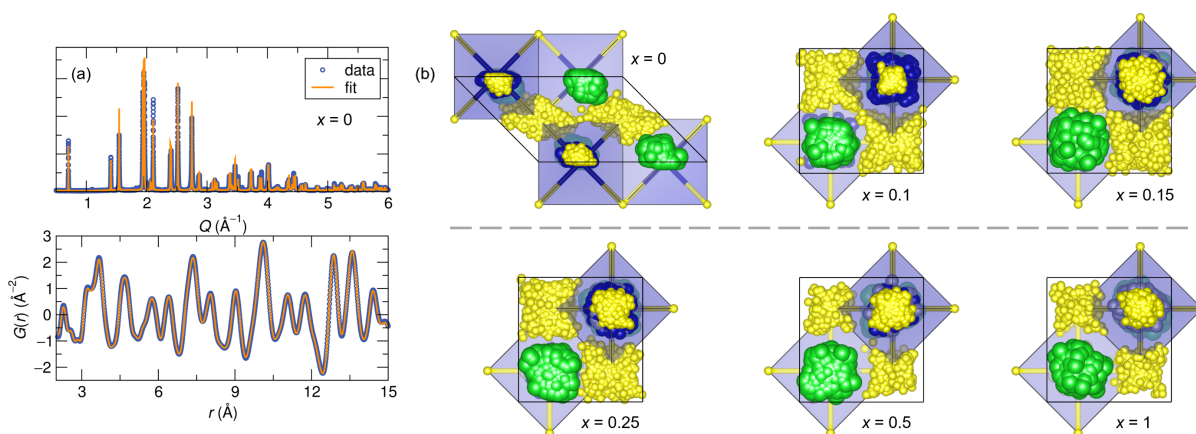 (a)
data
fit
x = 0
1 2 3 4 5 6
Q (Å⁻¹)
3
2
1
0
-1
-2
G(r) (Å⁻²)
3 6 9 12 15
r (Å)
(b)
x = 0
x = 0.1
x = 0.15
x = 0.25
x = 0.5
x = 1